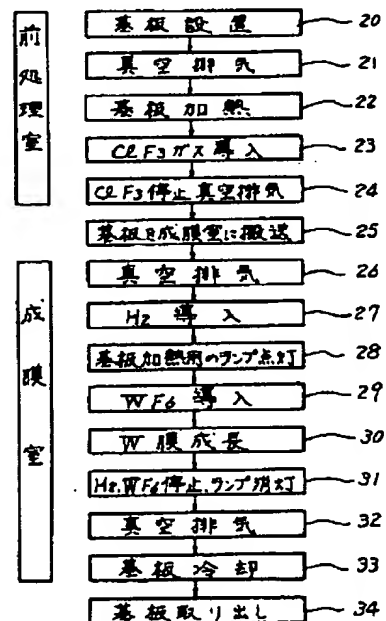 前処理室
基板設置 20
真空排気 21
基板加熱 22
ClF3ガス導入 23
ClF3停止真空排気 24
基板を成膜室に搬送 25
成膜室
真空排気 26
H2導入 27
基板加熱用のランプ点灯 28
WF6導入 29
W膜成長 30
H2,WF6停止,ランプ消灯 31
真空排気 32
基板冷却 33
基板取り出し 34